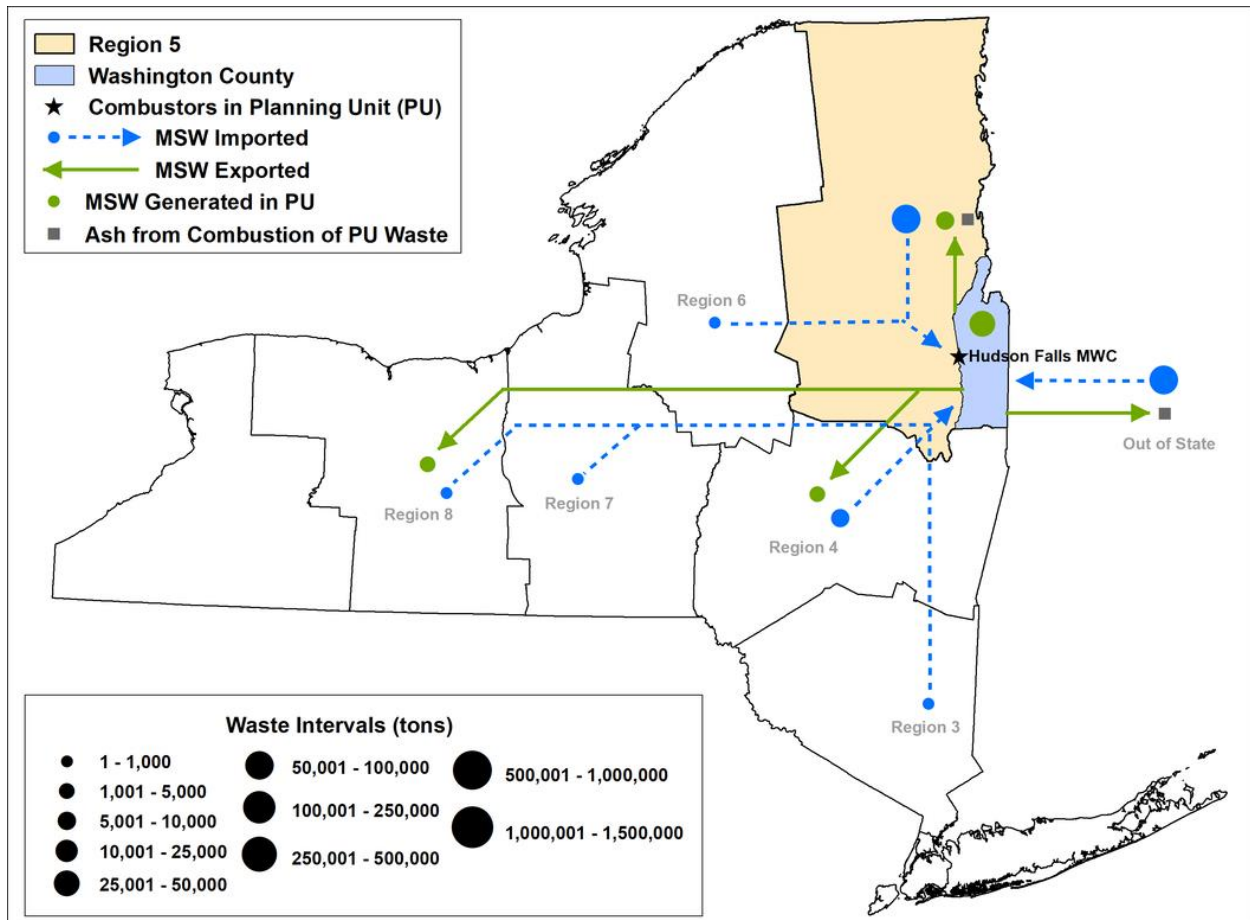 Region 5
Washington County
Combustors in Planning Unit (PU)
MSW Imported
MSW Exported
MSW Generated in PU
Ash from Combustion of PU Waste
Region 6
Hudson Falls MWC
Out of State
Region 8
Region 7
Region 4
Region 3
Waste Intervals (tons)
1 - 1,000
1,001 - 5,000
5,001 - 10,000
10,001 - 25,000
25,001 - 50,000
50,001 - 100,000
100,001 - 250,000
250,001 - 500,000
500,001 - 1,000,000
1,000,001 - 1,500,000